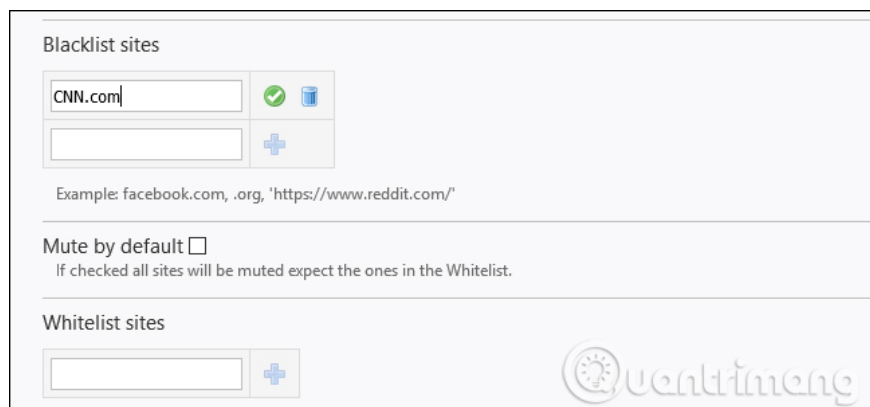 Blacklist sites
CNN.com
Example: facebook.com, .org, 'https://www.reddit.com/'
Mute by default
If checked all sites will be muted expect the ones in the Whitelist.
Whitelist sites
Quantrimang